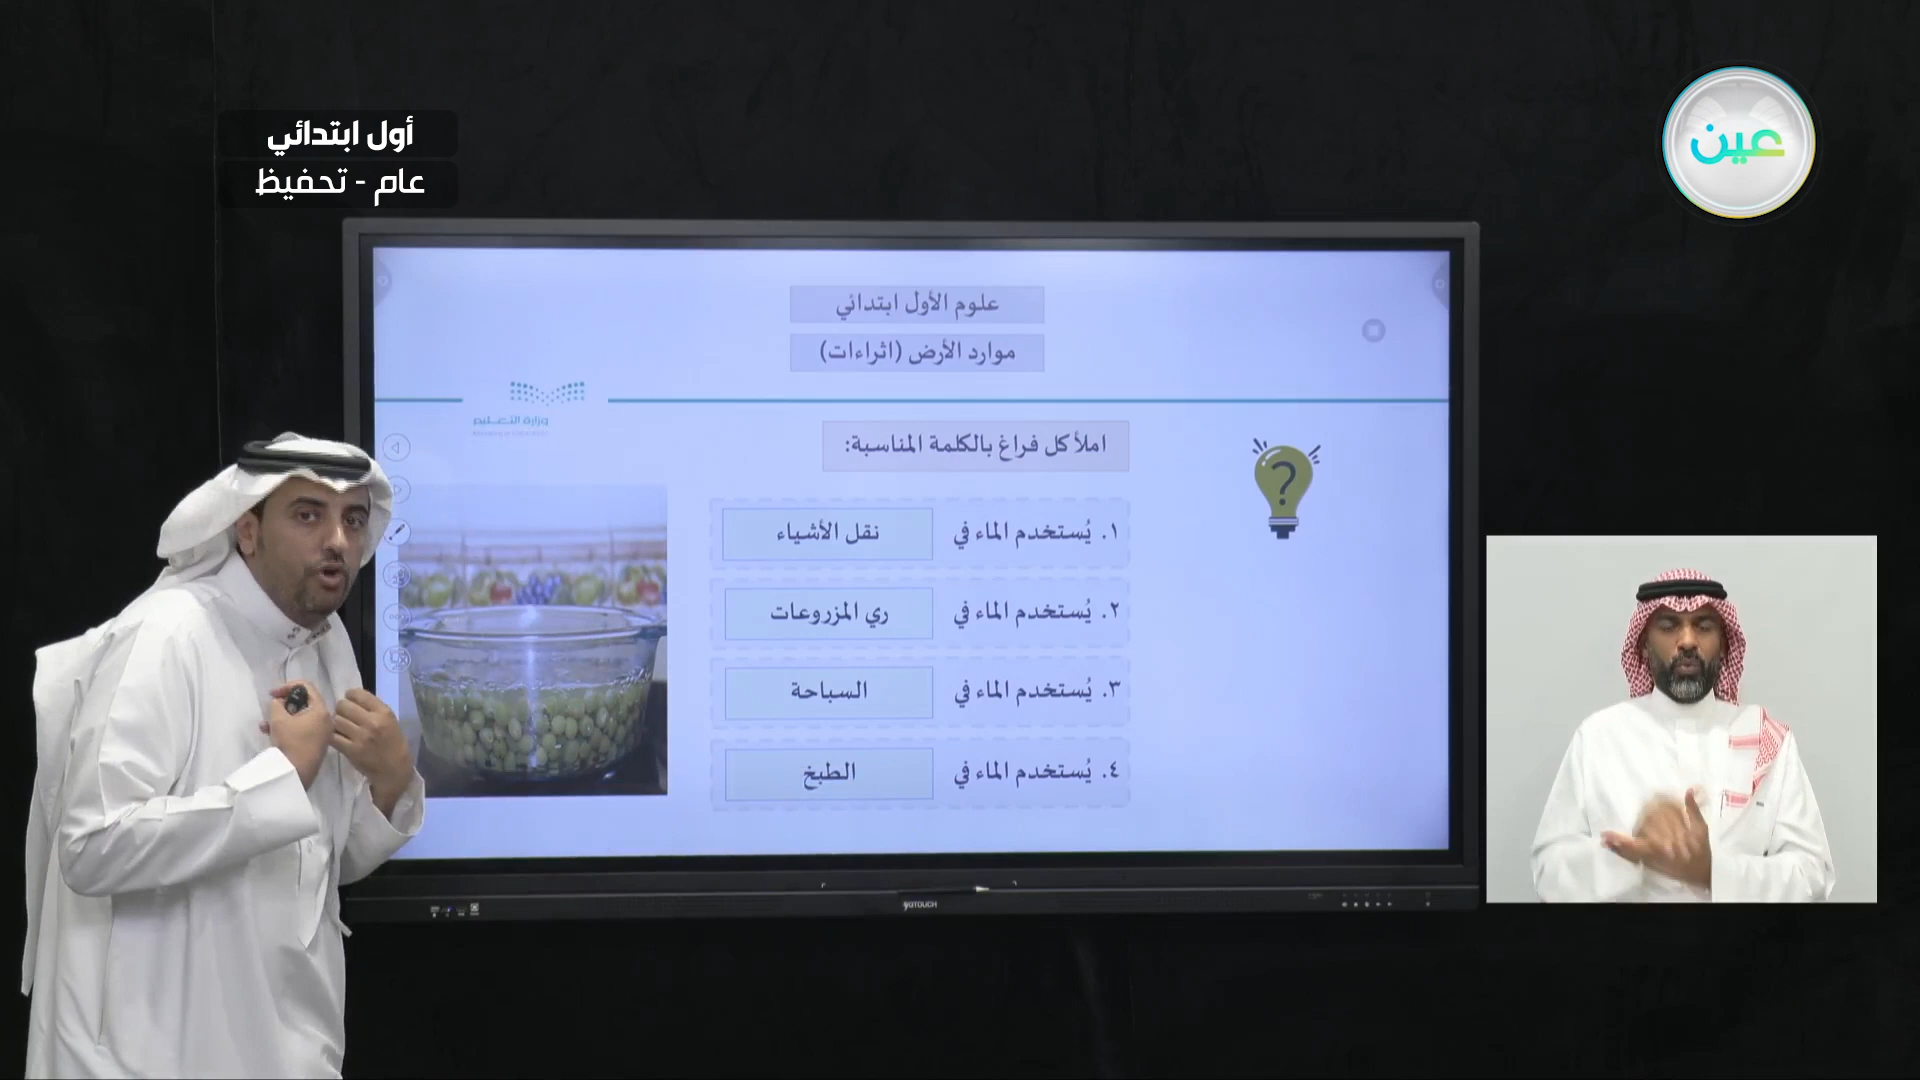 أول ابتدائي
عام - تحفيظ
عين
علوم الأول ابتدائي
موارد الأرض (اثراءات)
وزارة التعليم
املأ كل فراغ بالكلمة المناسبة:
١. يُستخدم الماء في نقل الأشياء
٢. يُستخدم الماء في ري المزروعات
٣. يُستخدم الماء في السباحة
٤. يُستخدم الماء في الطبخ